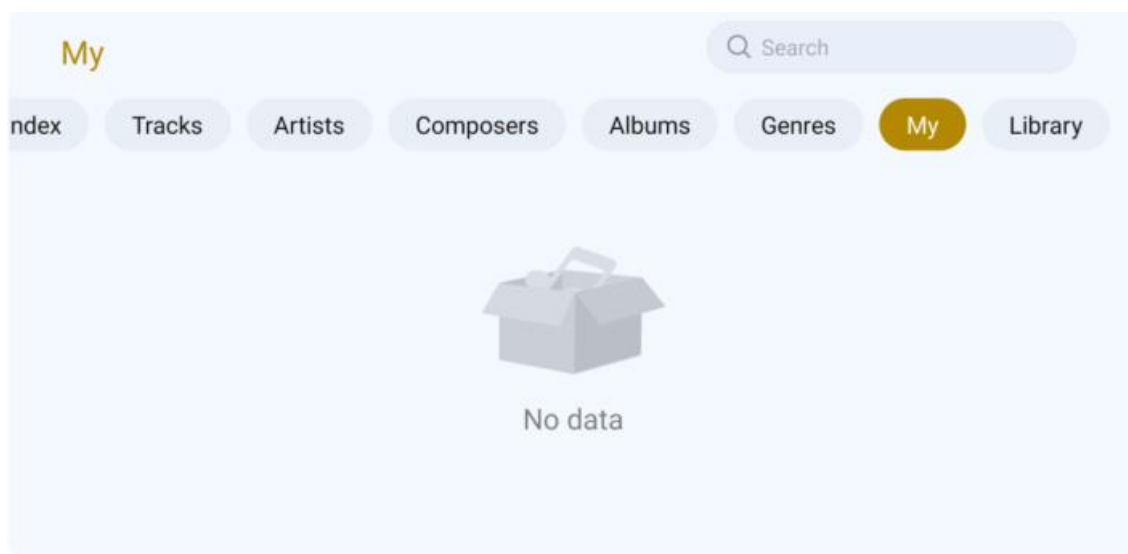 My
Search
ndex Tracks Artists Composers Albums Genres My Library
No data